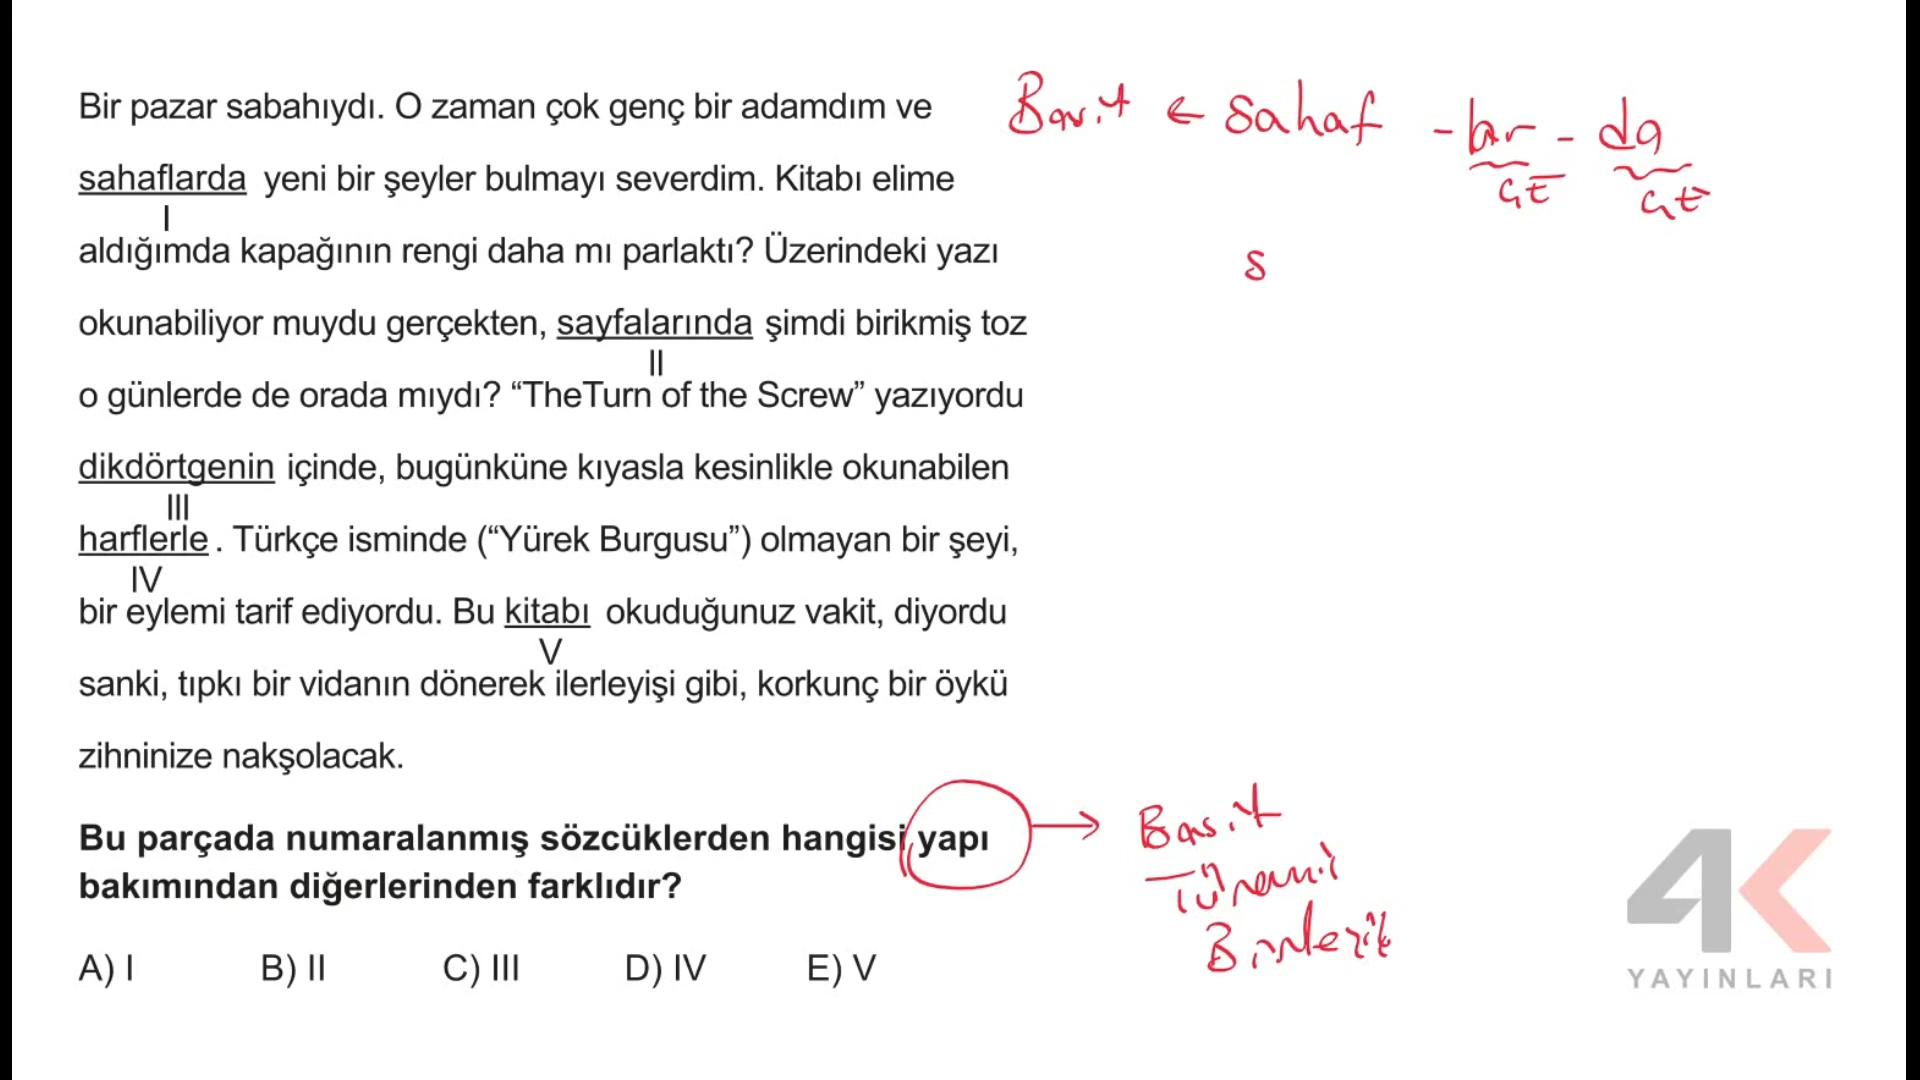 Bir pazar sabahıydı. O zaman çok genç bir adamdım ve
sahaflarda yeni bir şeyler bulmayı severdim. Kitabı elime
I
aldığımda kapağının rengi daha mı parlaktı? Üzerindeki yazı
okunabiliyor muydu gerçekten, sayfalarında şimdi birikmiş toz
II
o günlerde de orada mıydı? “TheTurn of the Screw” yazıyordu
dikdörtgenin içinde, bugünküne kıyasla kesinlikle okunabilen
III
harflerle. Türkçe isminde (“Yürek Burgusu”) olmayan bir şeyi,
IV
bir eylemi tarif ediyordu. Bu kitabı okuduğunuz vakit, diyordu
V
sanki, tıpkı bir vidanın dönerek ilerleyişi gibi, korkunç bir öykü
zihninize nakşolacak.
Bu parçada numaralanmış sözcüklerden hangisi yapı
bakımından diğerlerinden farklıdır?
A) I B) II C) III D) IV E) V
Basit ← sahaf -lar - da
ÇE ÇE
s
Basit
Türemiş
Birleşik
4K
YAYINLARI